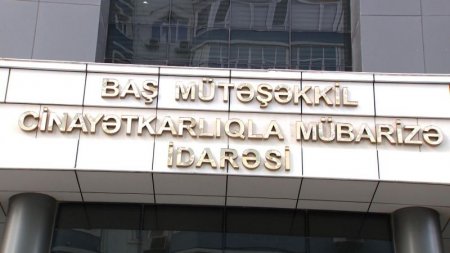 BAŞ MÜTƏŞƏKKİL
CİNAYƏTKARLIQLA MÜBARİZƏ
İDARƏSİ